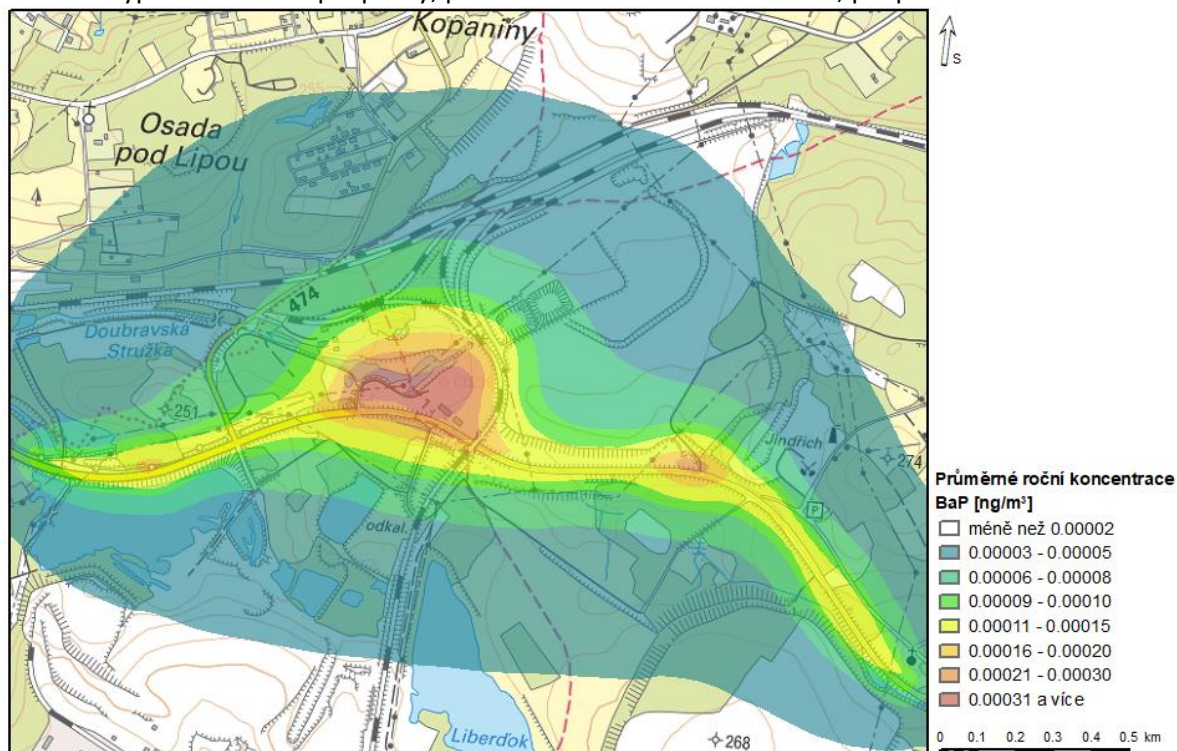 Kopaniny
S
Osada
pod Lipou
255
474
Doubravská
Stružka
251
Jindřich
274
P
odkal.
Liberďok
268
Průměrné roční koncentrace
BaP [ng/m³]
méně než 0.00002
0.00003 - 0.00005
0.00006 - 0.00008
0.00009 - 0.00010
0.00011 - 0.00015
0.00016 - 0.00020
0.00021 - 0.00030
0.00031 a více
0 0.1 0.2 0.3 0.4 0.5 km